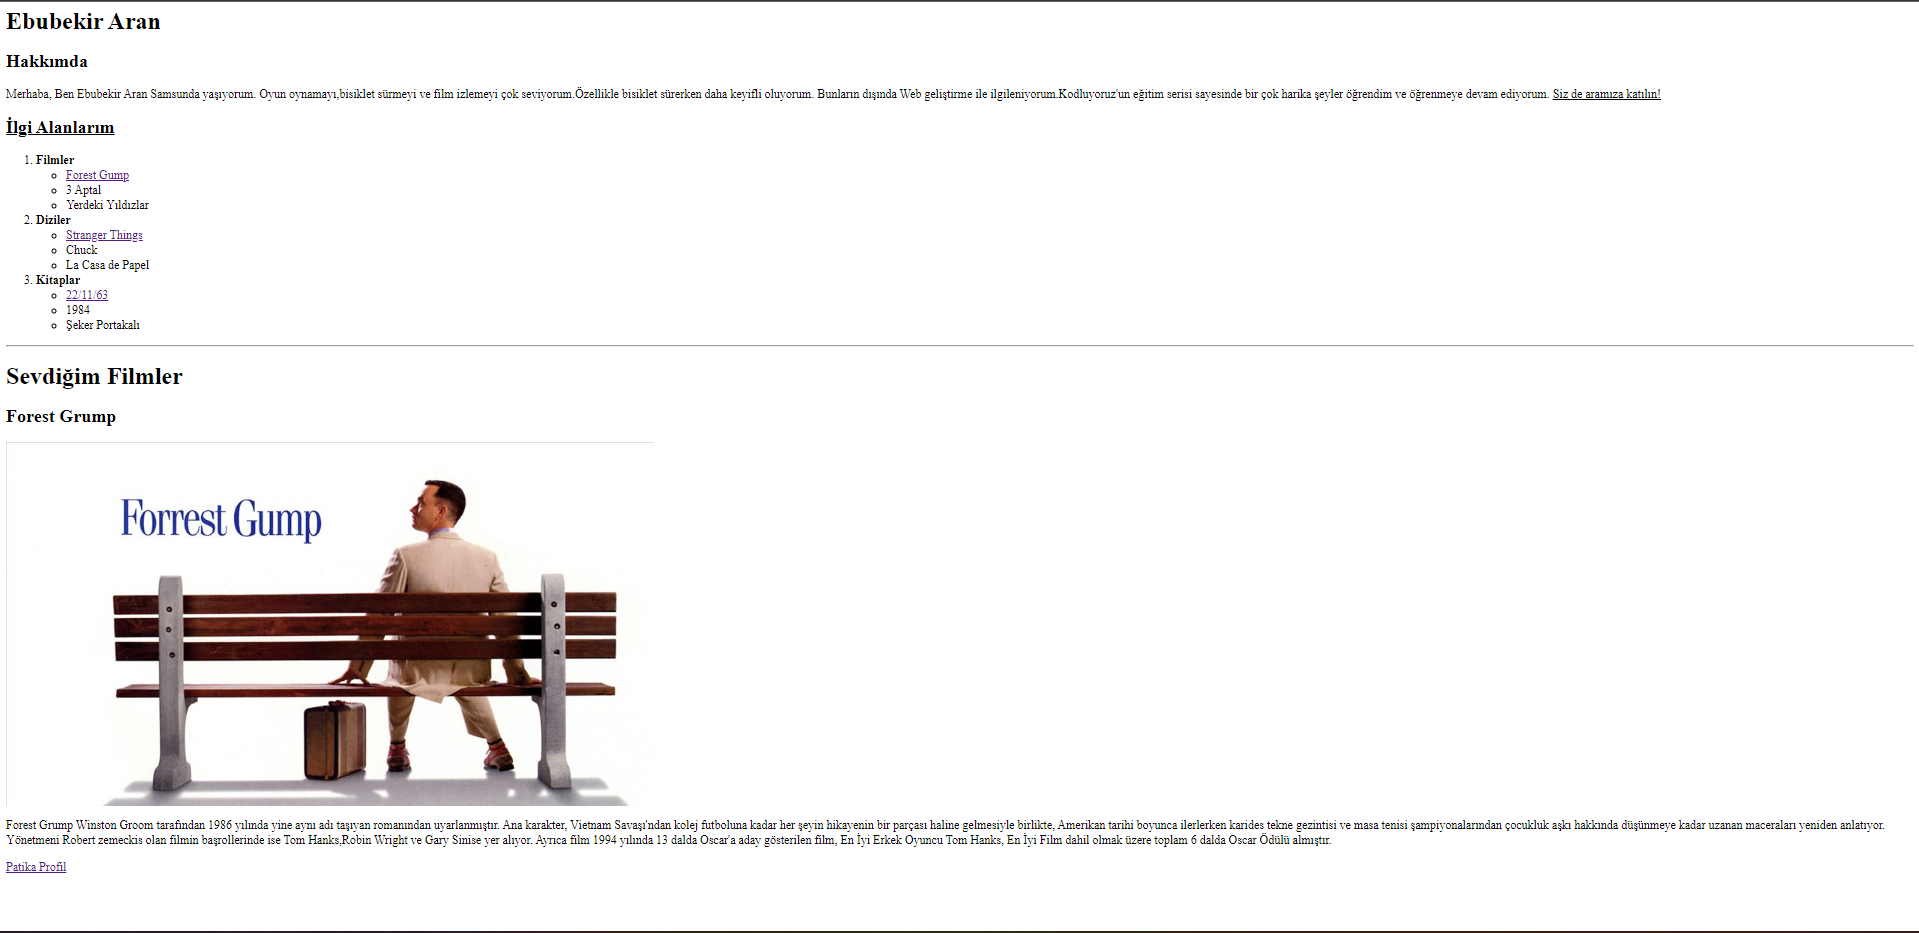 Ebubekir Aran
Hakkımda
Merhaba, Ben Ebubekir Aran Samsunda yaşıyorum. Oyun oynamayı,bisiklet sürmeyi ve film izlemeyi çok seviyorum.Özellikle bisiklet sürerken daha keyifli oluyorum. Bunların dışında Web geliştirme ile ilgileniyorum.Kodluyoruz'un eğitim serisi sayesinde bir çok harika şeyler öğrendim ve öğrenmeye devam ediyorum. Siz de aramıza katılın!
İlgi Alanlarım
1. Filmler
Forest Gump
3 Aptal
Yerdeki Yıldızlar
2. Diziler
Stranger Things
Chuck
La Casa de Papel
3. Kitaplar
22/11/63
1984
Şeker Portakalı
Sevdiğim Filmler
Forest Grump
Forrest Gump
Forest Grump Winston Groom tarafından 1986 yılında yine aynı adı taşıyan romanından uyarlanmıştır. Ana karakter, Vietnam Savaşı'ndan kolej futboluna kadar her şeyin hikayenin bir parçası haline gelmesiyle birlikte, Amerikan tarihi boyunca ilerlerken karides tekne gezintisi ve masa tenisi şampiyonalarından çocukluk aşkı hakkında düşünmeye kadar uzanan maceraları yeniden anlatıyor.
Yönetmeni Robert zemeckis olan filmin başrollerinde ise Tom Hanks,Robin Wright ve Gary Sinise yer alıyor. Ayrıca film 1994 yılında 13 dalda Oscar'a aday gösterilen film, En İyi Erkek Oyuncu Tom Hanks, En İyi Film dahil olmak üzere toplam 6 dalda Oscar Ödülü almıştır.
Patika Profil